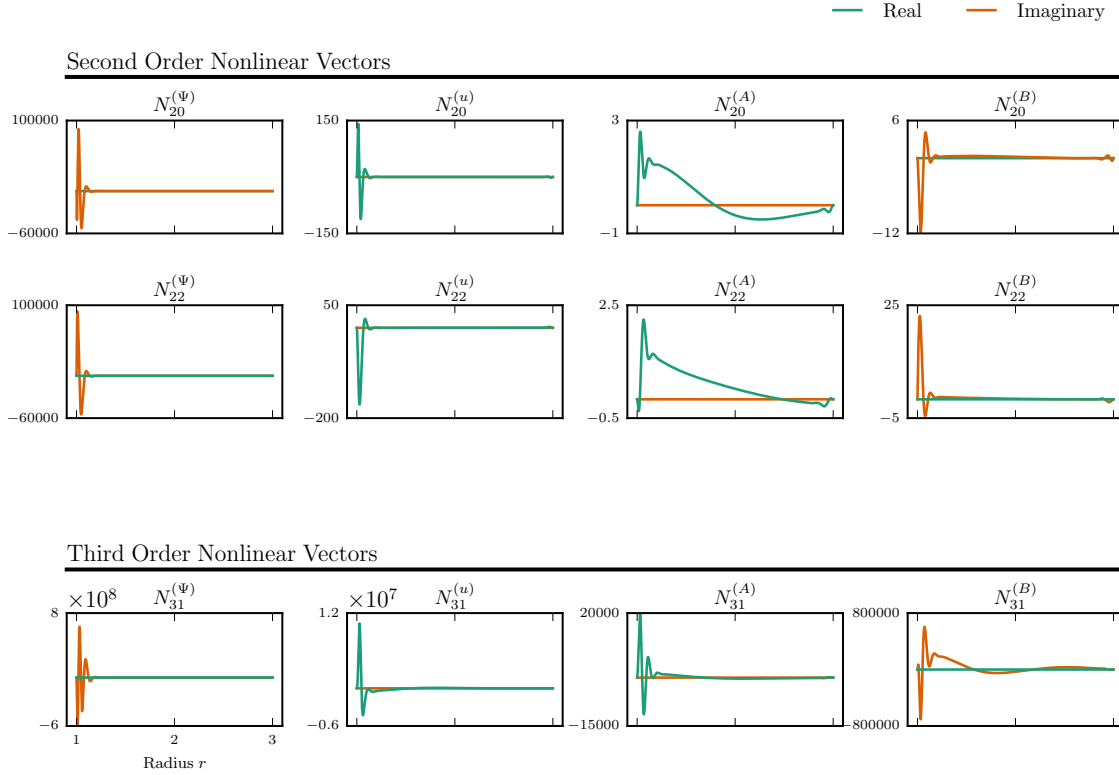 Real Imaginary
Second Order Nonlinear Vectors
N_{20}^{(Ψ)} N_{20}^{(u)} N_{20}^{(A)} N_{20}^{(B)}
100000 150 3 6
−60000 −150 −1 −12
N_{22}^{(Ψ)} N_{22}^{(u)} N_{22}^{(A)} N_{22}^{(B)}
100000 50 2.5 25
−60000 −200 −0.5 −5
Third Order Nonlinear Vectors
×10^8 N_{31}^{(Ψ)} ×10^7 N_{31}^{(u)} N_{31}^{(A)} N_{31}^{(B)}
8 1.2 20000 800000
−6 −0.6 −15000 −800000
1 2 3
Radius r